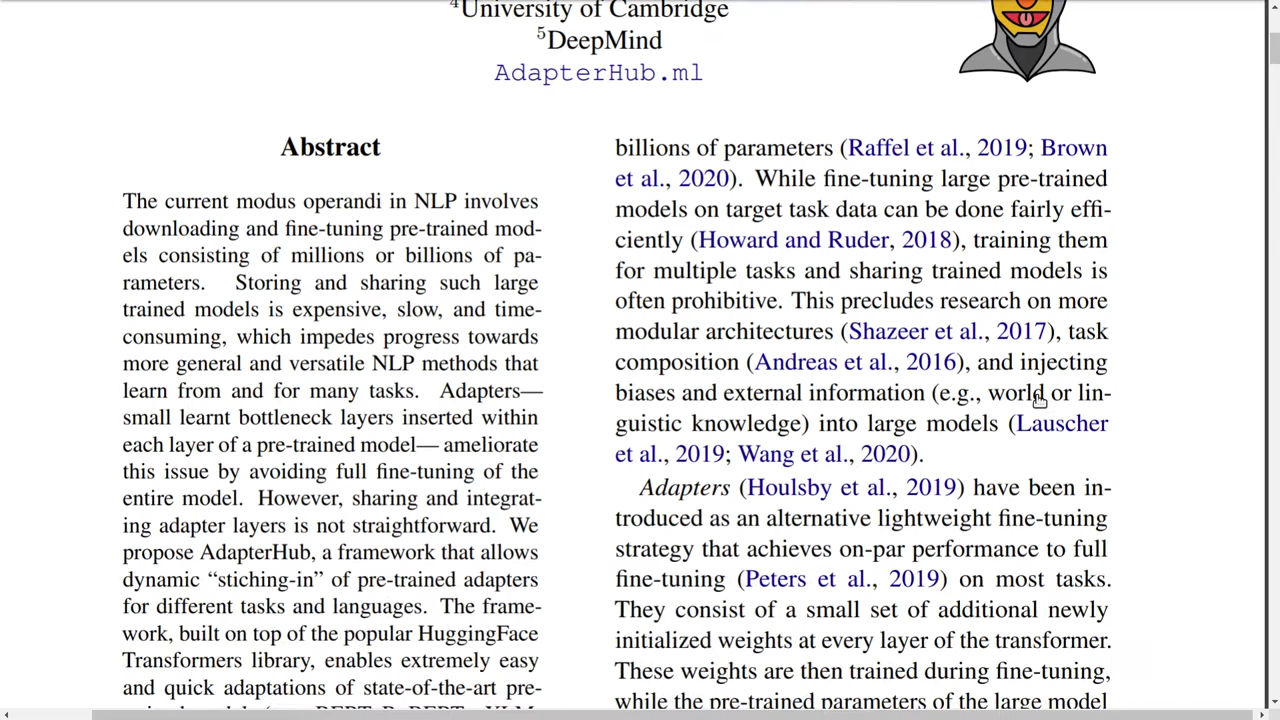 ⁴University of Cambridge
⁵DeepMind
AdapterHub.ml
Abstract
The current modus operandi in NLP involves
downloading and fine-tuning pre-trained mod-
els consisting of millions or billions of pa-
rameters. Storing and sharing such large
trained models is expensive, slow, and time-
consuming, which impedes progress towards
more general and versatile NLP methods that
learn from and for many tasks. Adapters—
small learnt bottleneck layers inserted within
each layer of a pre-trained model— ameliorate
this issue by avoiding full fine-tuning of the
entire model. However, sharing and integrat-
ing adapter layers is not straightforward. We
propose AdapterHub, a framework that allows
dynamic “stiching-in” of pre-trained adapters
for different tasks and languages. The frame-
work, built on top of the popular HuggingFace
Transformers library, enables extremely easy
and quick adaptations of state-of-the-art pre-
billions of parameters (Raffel et al., 2019; Brown
et al., 2020). While fine-tuning large pre-trained
models on target task data can be done fairly effi-
ciently (Howard and Ruder, 2018), training them
for multiple tasks and sharing trained models is
often prohibitive. This precludes research on more
modular architectures (Shazeer et al., 2017), task
composition (Andreas et al., 2016), and injecting
biases and external information (e.g., world or lin-
guistic knowledge) into large models (Lauscher
et al., 2019; Wang et al., 2020).
Adapters (Houlsby et al., 2019) have been in-
troduced as an alternative lightweight fine-tuning
strategy that achieves on-par performance to full
fine-tuning (Peters et al., 2019) on most tasks.
They consist of a small set of additional newly
initialized weights at every layer of the transformer.
These weights are then trained during fine-tuning,
while the pre-trained parameters of the large model